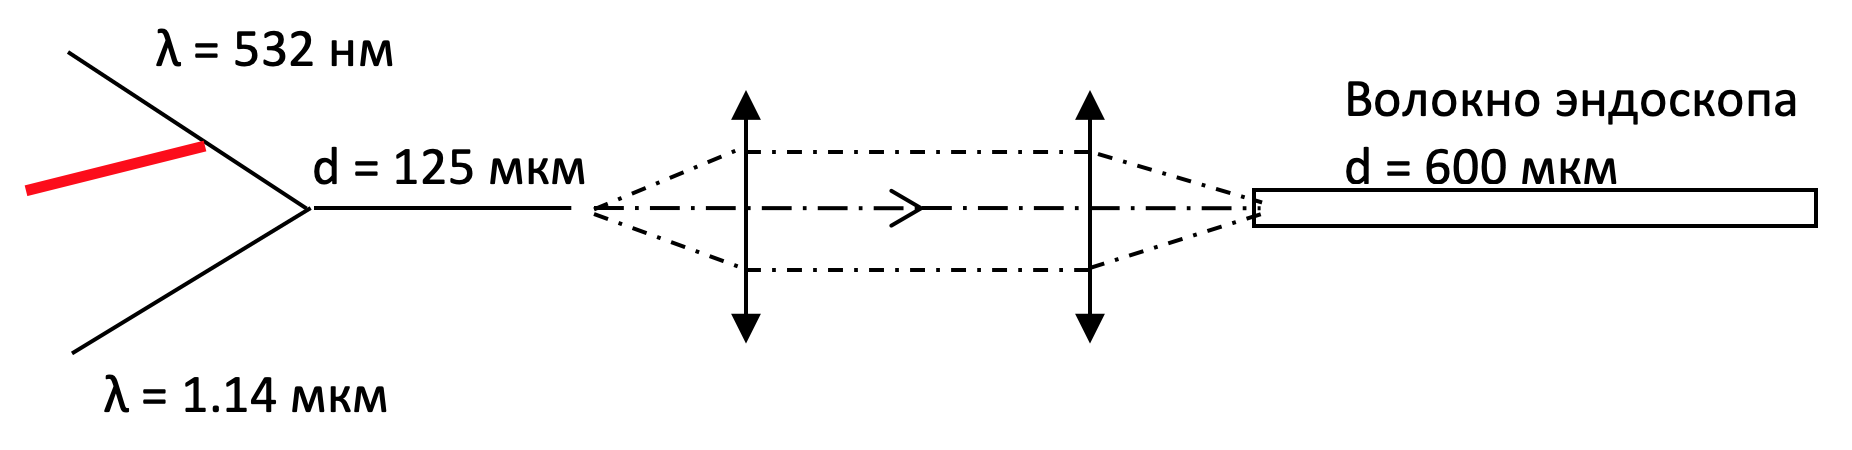 λ = 532 нм
Волокно эндоскопа
d = 125 мкм
d = 600 мкм
λ = 1.14 мкм